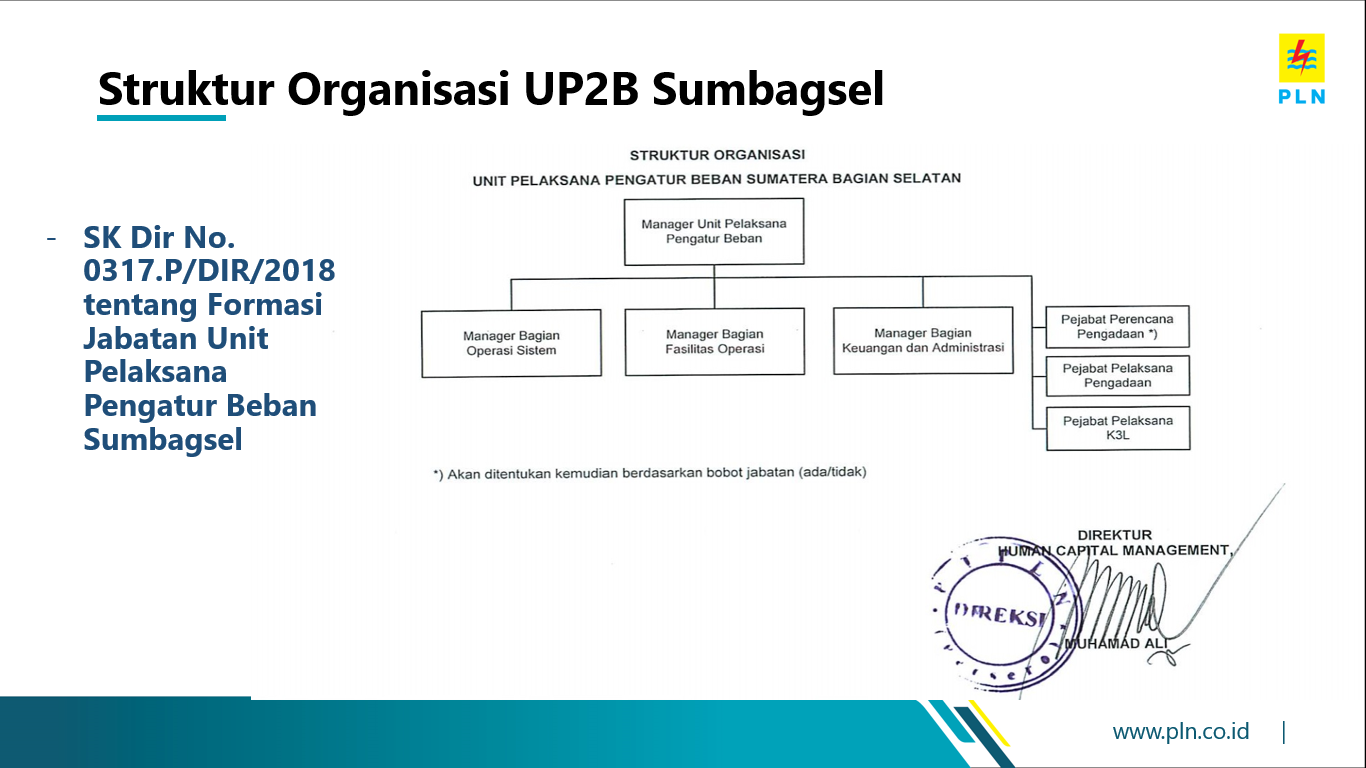 Struktur Organisasi UP2B Sumbagsel
PLN
- SK Dir No.
0317.P/DIR/2018
tentang Formasi
Jabatan Unit
Pelaksana
Pengatur Beban
Sumbagsel
STRUKTUR ORGANISASI
UNIT PELAKSANA PENGATUR BEBAN SUMATERA BAGIAN SELATAN
Manager Unit Pelaksana
Pengatur Beban
Manager Bagian
Operasi Sistem
Manager Bagian
Fasilitas Operasi
Manager Bagian
Keuangan dan Administrasi
Pejabat Perencana
Pengadaan *)
Pejabat Pelaksana
Pengadaan
Pejabat Pelaksana
K3L
*) Akan ditentukan kemudian berdasarkan bobot jabatan (ada/tidak)
DIREKTUR
HUMAN CAPITAL MANAGEMENT,
PT PLN
DIREKSI
(Persero)
MUHAMAD ALI
www.pln.co.id |